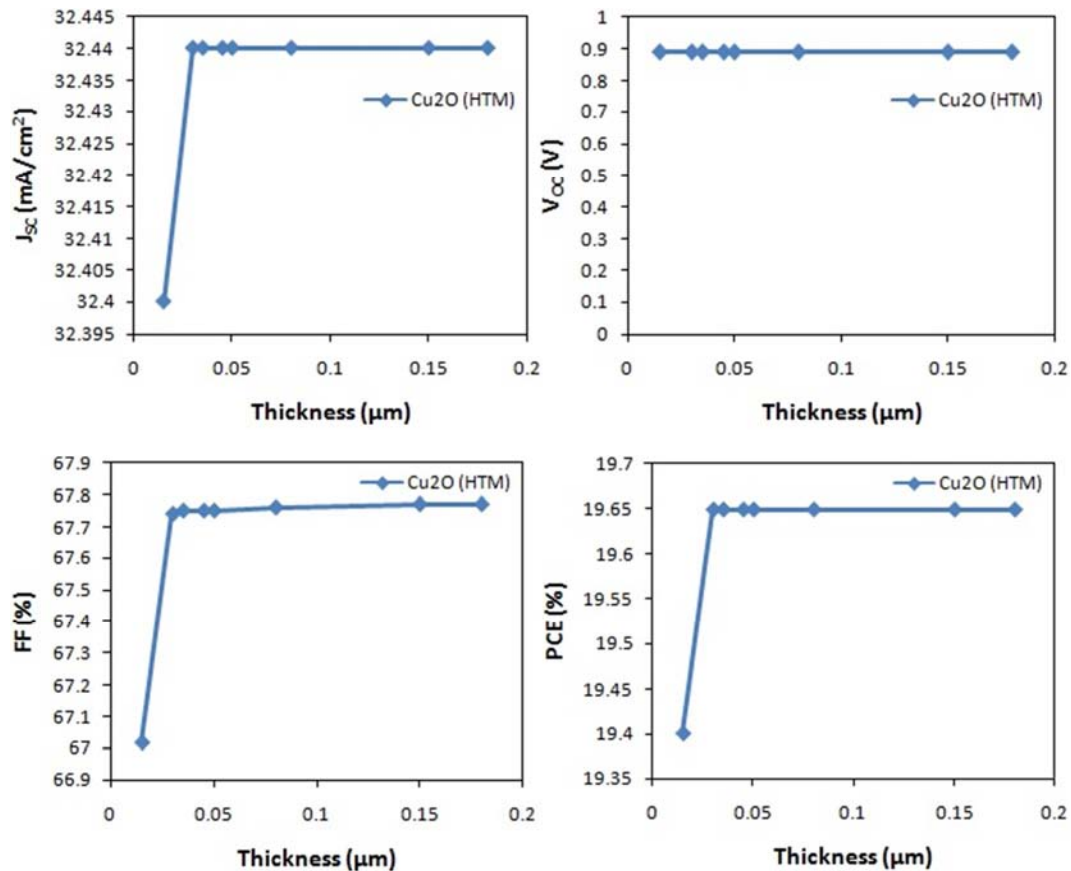 32.445
32.44
32.435
32.43
32.425
32.42
32.415
32.41
32.405
32.4
32.395
J_SC (mA/cm²)
Cu2O (HTM)
0 0.05 0.1 0.15 0.2
Thickness (μm)
1
0.9
0.8
0.7
0.6
0.5
0.4
0.3
0.2
0.1
0
V_OC (V)
Cu2O (HTM)
0 0.05 0.1 0.15 0.2
Thickness (μm)
67.9
67.8
67.7
67.6
67.5
67.4
67.3
67.2
67.1
67
66.9
FF (%)
Cu2O (HTM)
0 0.05 0.1 0.15 0.2
Thickness (μm)
19.7
19.65
19.6
19.55
19.5
19.45
19.4
19.35
PCE (%)
Cu2O (HTM)
0 0.05 0.1 0.15 0.2
Thickness (μm)